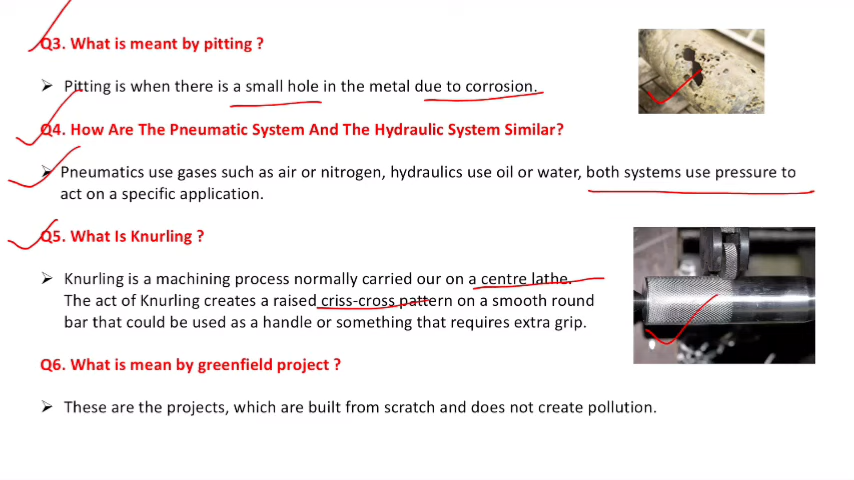 Q3. What is meant by pitting ?
➢ Pitting is when there is a small hole in the metal due to corrosion.
Q4. How Are The Pneumatic System And The Hydraulic System Similar?
➢ Pneumatics use gases such as air or nitrogen, hydraulics use oil or water, both systems use pressure to
act on a specific application.
Q5. What Is Knurling ?
➢ Knurling is a machining process normally carried our on a centre lathe.
The act of Knurling creates a raised criss-cross pattern on a smooth round
bar that could be used as a handle or something that requires extra grip.
Q6. What is mean by greenfield project ?
➢ These are the projects, which are built from scratch and does not create pollution.